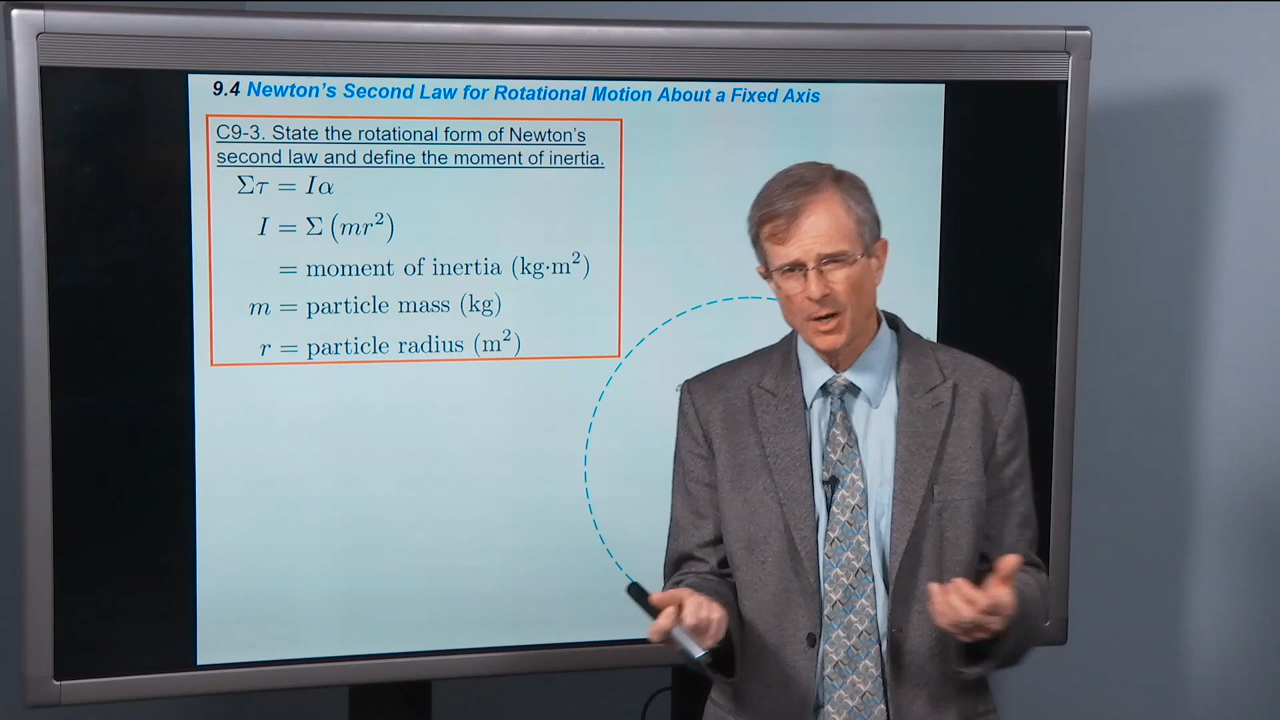 9.4 Newton's Second Law for Rotational Motion About a Fixed Axis
C9-3. State the rotational form of Newton's
second law and define the moment of inertia.
Στ = Iα
I = Σ (mr²)
= moment of inertia (kg·m²)
m = particle mass (kg)
r = particle radius (m²)